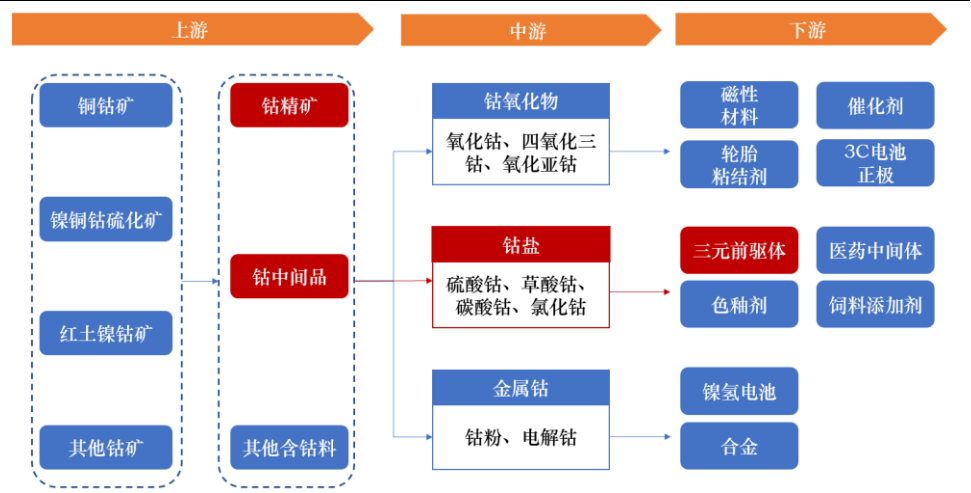 上游
中游
下游
铜钴矿
镍铜钴硫化矿
红土镍钴矿
其他钴矿
钴精矿
钴中间品
其他含钴料
钴氧化物
氧化钴、四氧化三
钴、氧化亚钴
钴盐
硫酸钴、草酸钴、
碳酸钴、氯化钴
金属钴
钴粉、电解钴
磁性
材料
催化剂
轮胎
粘结剂
3C电池
正极
三元前驱体
医药中间体
色釉剂
饲料添加剂
镍氢电池
合金